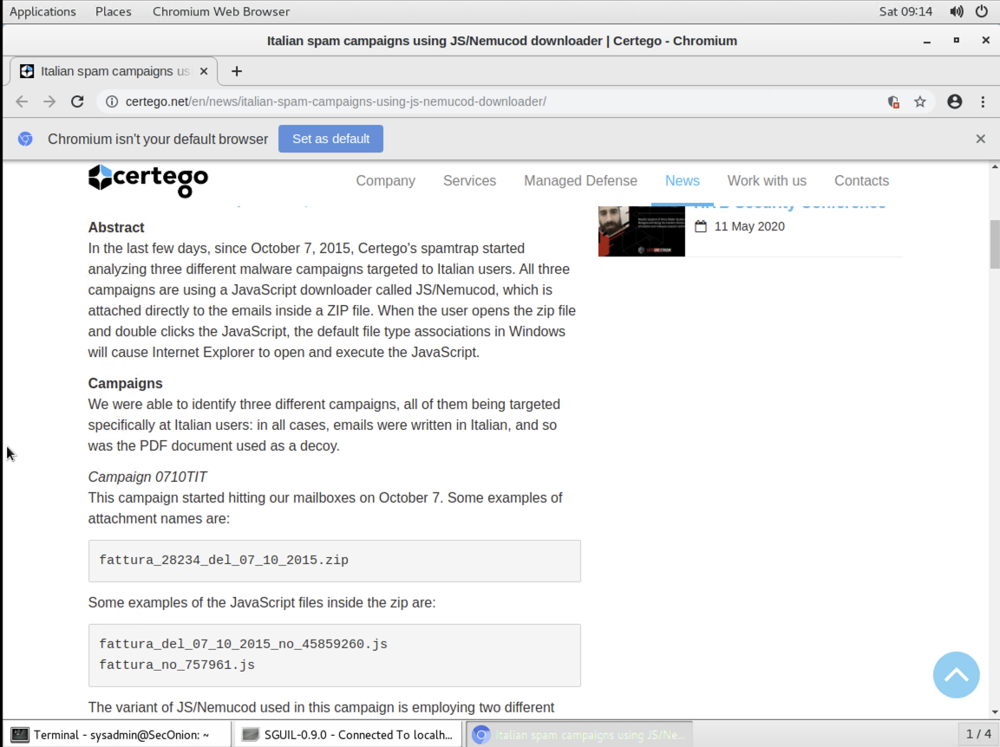 Applications Places Chromium Web Browser Sat 09:14
Italian spam campaigns using JS/Nemucod downloader | Certego - Chromium
Italian spam campaigns us
certego.net/en/news/italian-spam-campaigns-using-js-nemucod-downloader/
Chromium isn't your default browser Set as default
certego Company Services Managed Defense News Work with us Contacts
11 May 2020
Abstract
In the last few days, since October 7, 2015, Certego's spamtrap started
analyzing three different malware campaigns targeted to Italian users. All three
campaigns are using a JavaScript downloader called JS/Nemucod, which is
attached directly to the emails inside a ZIP file. When the user opens the zip file
and double clicks the JavaScript, the default file type associations in Windows
will cause Internet Explorer to open and execute the JavaScript.
Campaigns
We were able to identify three different campaigns, all of them being targeted
specifically at Italian users: in all cases, emails were written in Italian, and so
was the PDF document used as a decoy.
Campaign 0710TIT
This campaign started hitting our mailboxes on October 7. Some examples of
attachment names are:
fattura_28234_del_07_10_2015.zip
Some examples of the JavaScript files inside the zip are:
fattura_del_07_10_2015_no_45859260.js
fattura_no_757961.js
The variant of JS/Nemucod used in this campaign is employing two different
Terminal - sysadmin@SecOnion: ~ SGUIL-0.9.0 - Connected To localh... Italian spam campaigns using JS/Ne... 1 / 4